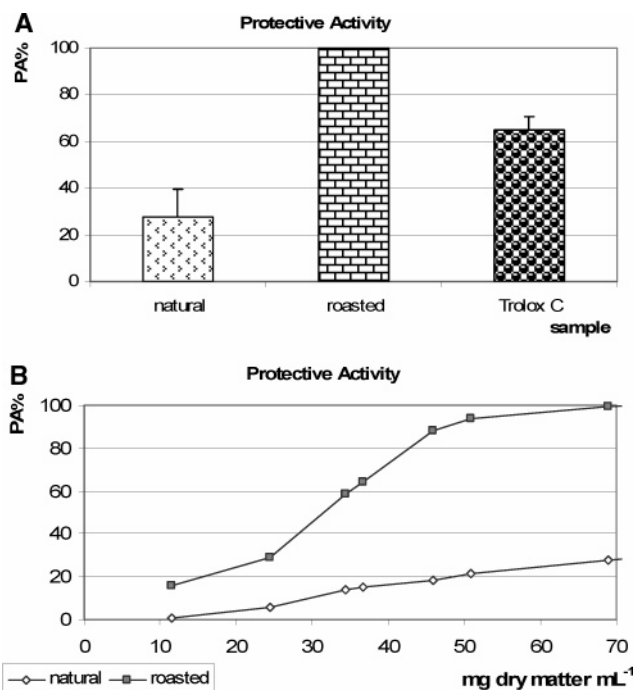 A
Protective Activity
PA%
100
80
60
40
20
0
natural roasted Trolox C
sample
B
Protective Activity
PA%
100
80
60
40
20
0
0 10 20 30 40 50 60 70
natural roasted mg dry matter mL⁻¹